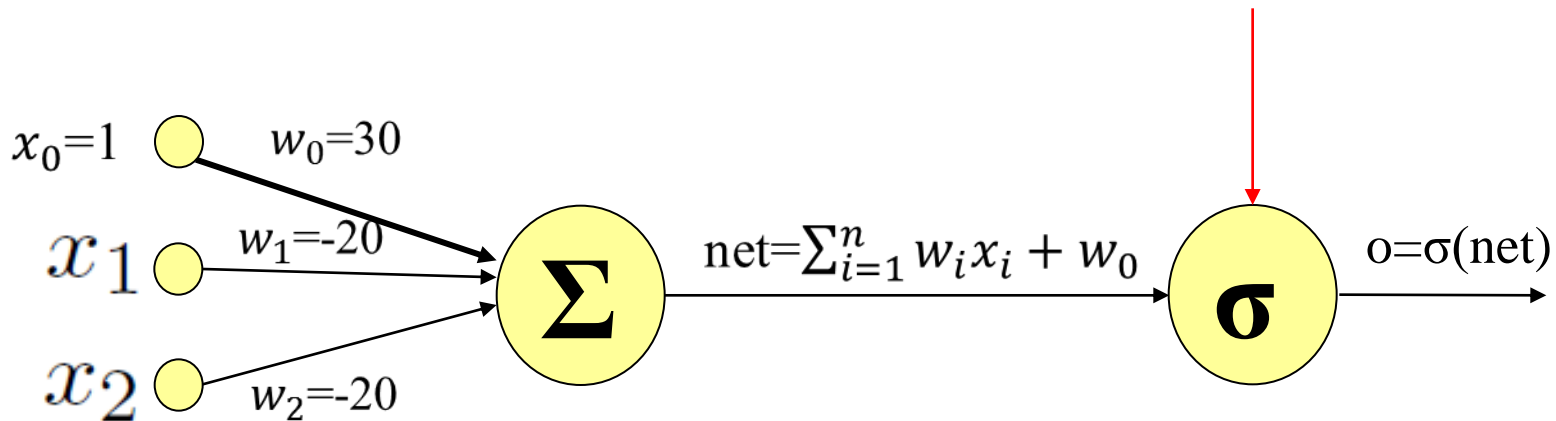 x₀=1
w₀=30
x₁
w₁=-20
x₂
w₂=-20
Σ
net=∑ⁿᵢ₌₁ wᵢxᵢ + w₀
σ
o=σ(net)